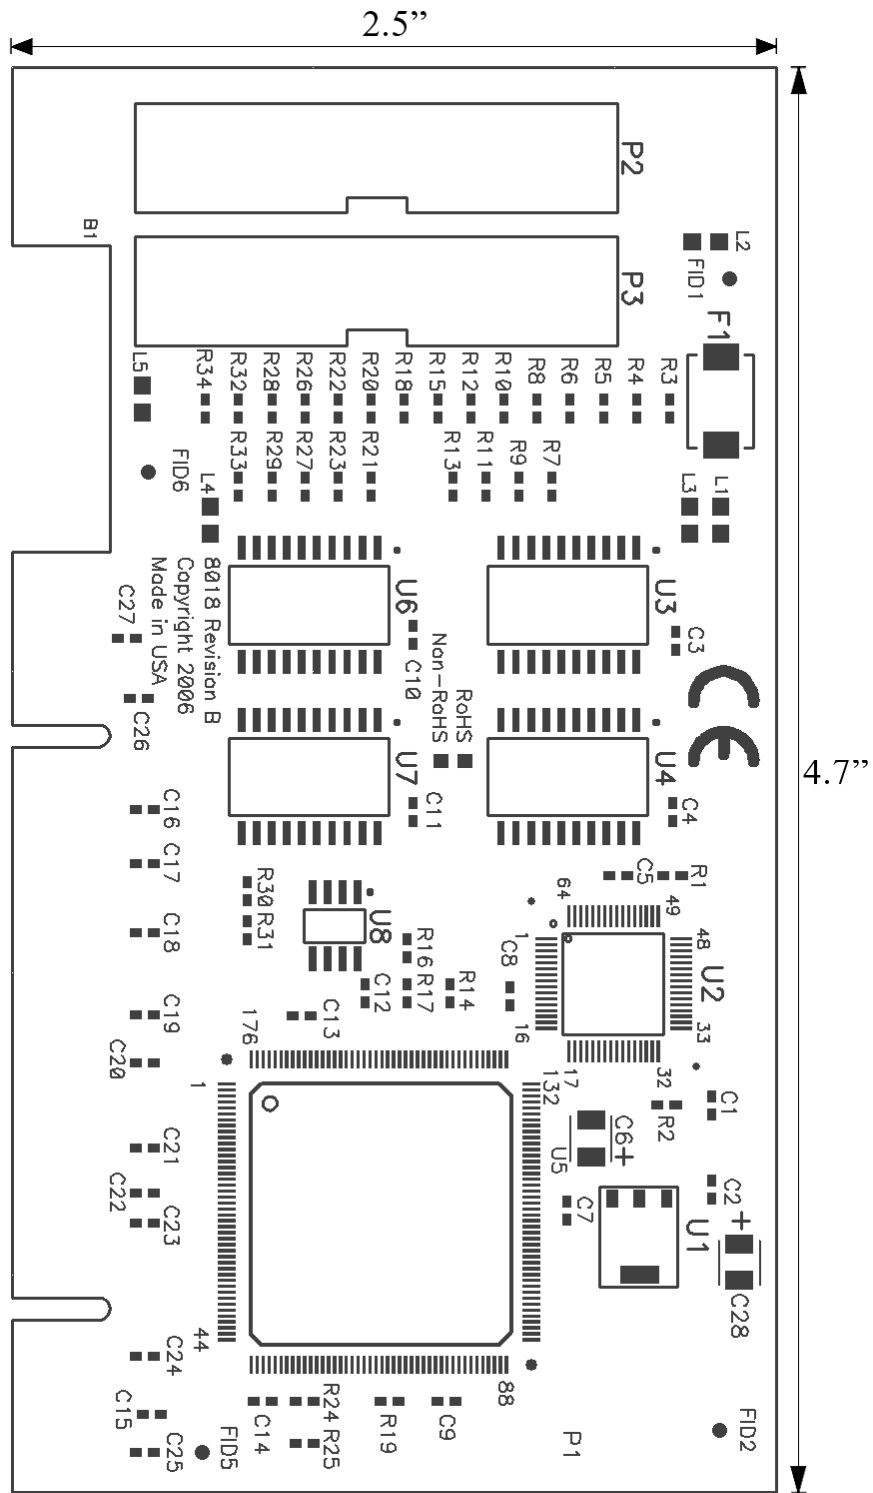 2.5”
P2
B1
L2
FID1
P3
F1
L5
R34
R32
R28
R26
R22
R20
R18
R15
R12
R10
R8
R6
R5
R4
R3
R33
R29
R27
R23
R21
R13
R11
R9
R7
FID6
L4
L3
L1
8018 Revision B
Copyright 2006
Made in USA
C27
C26
U6
C10
U3
C3
Non-RoHS
RoHS
CE
U7
C11
U4
C4
4.7”
C16
C17
C18
C19
C20
R30
R31
U8
R16
R17
R14
C12
C13
C5
R1
64
49
1
48
U2
C8
16
33
17
32
176
1
132
R2
C1
C6+
U5
C21
C22
C23
C7
U1
C2
+
C28
44
C24
88
C15
C25
FID5
C14
R24
R25
R19
C9
P1
FID2